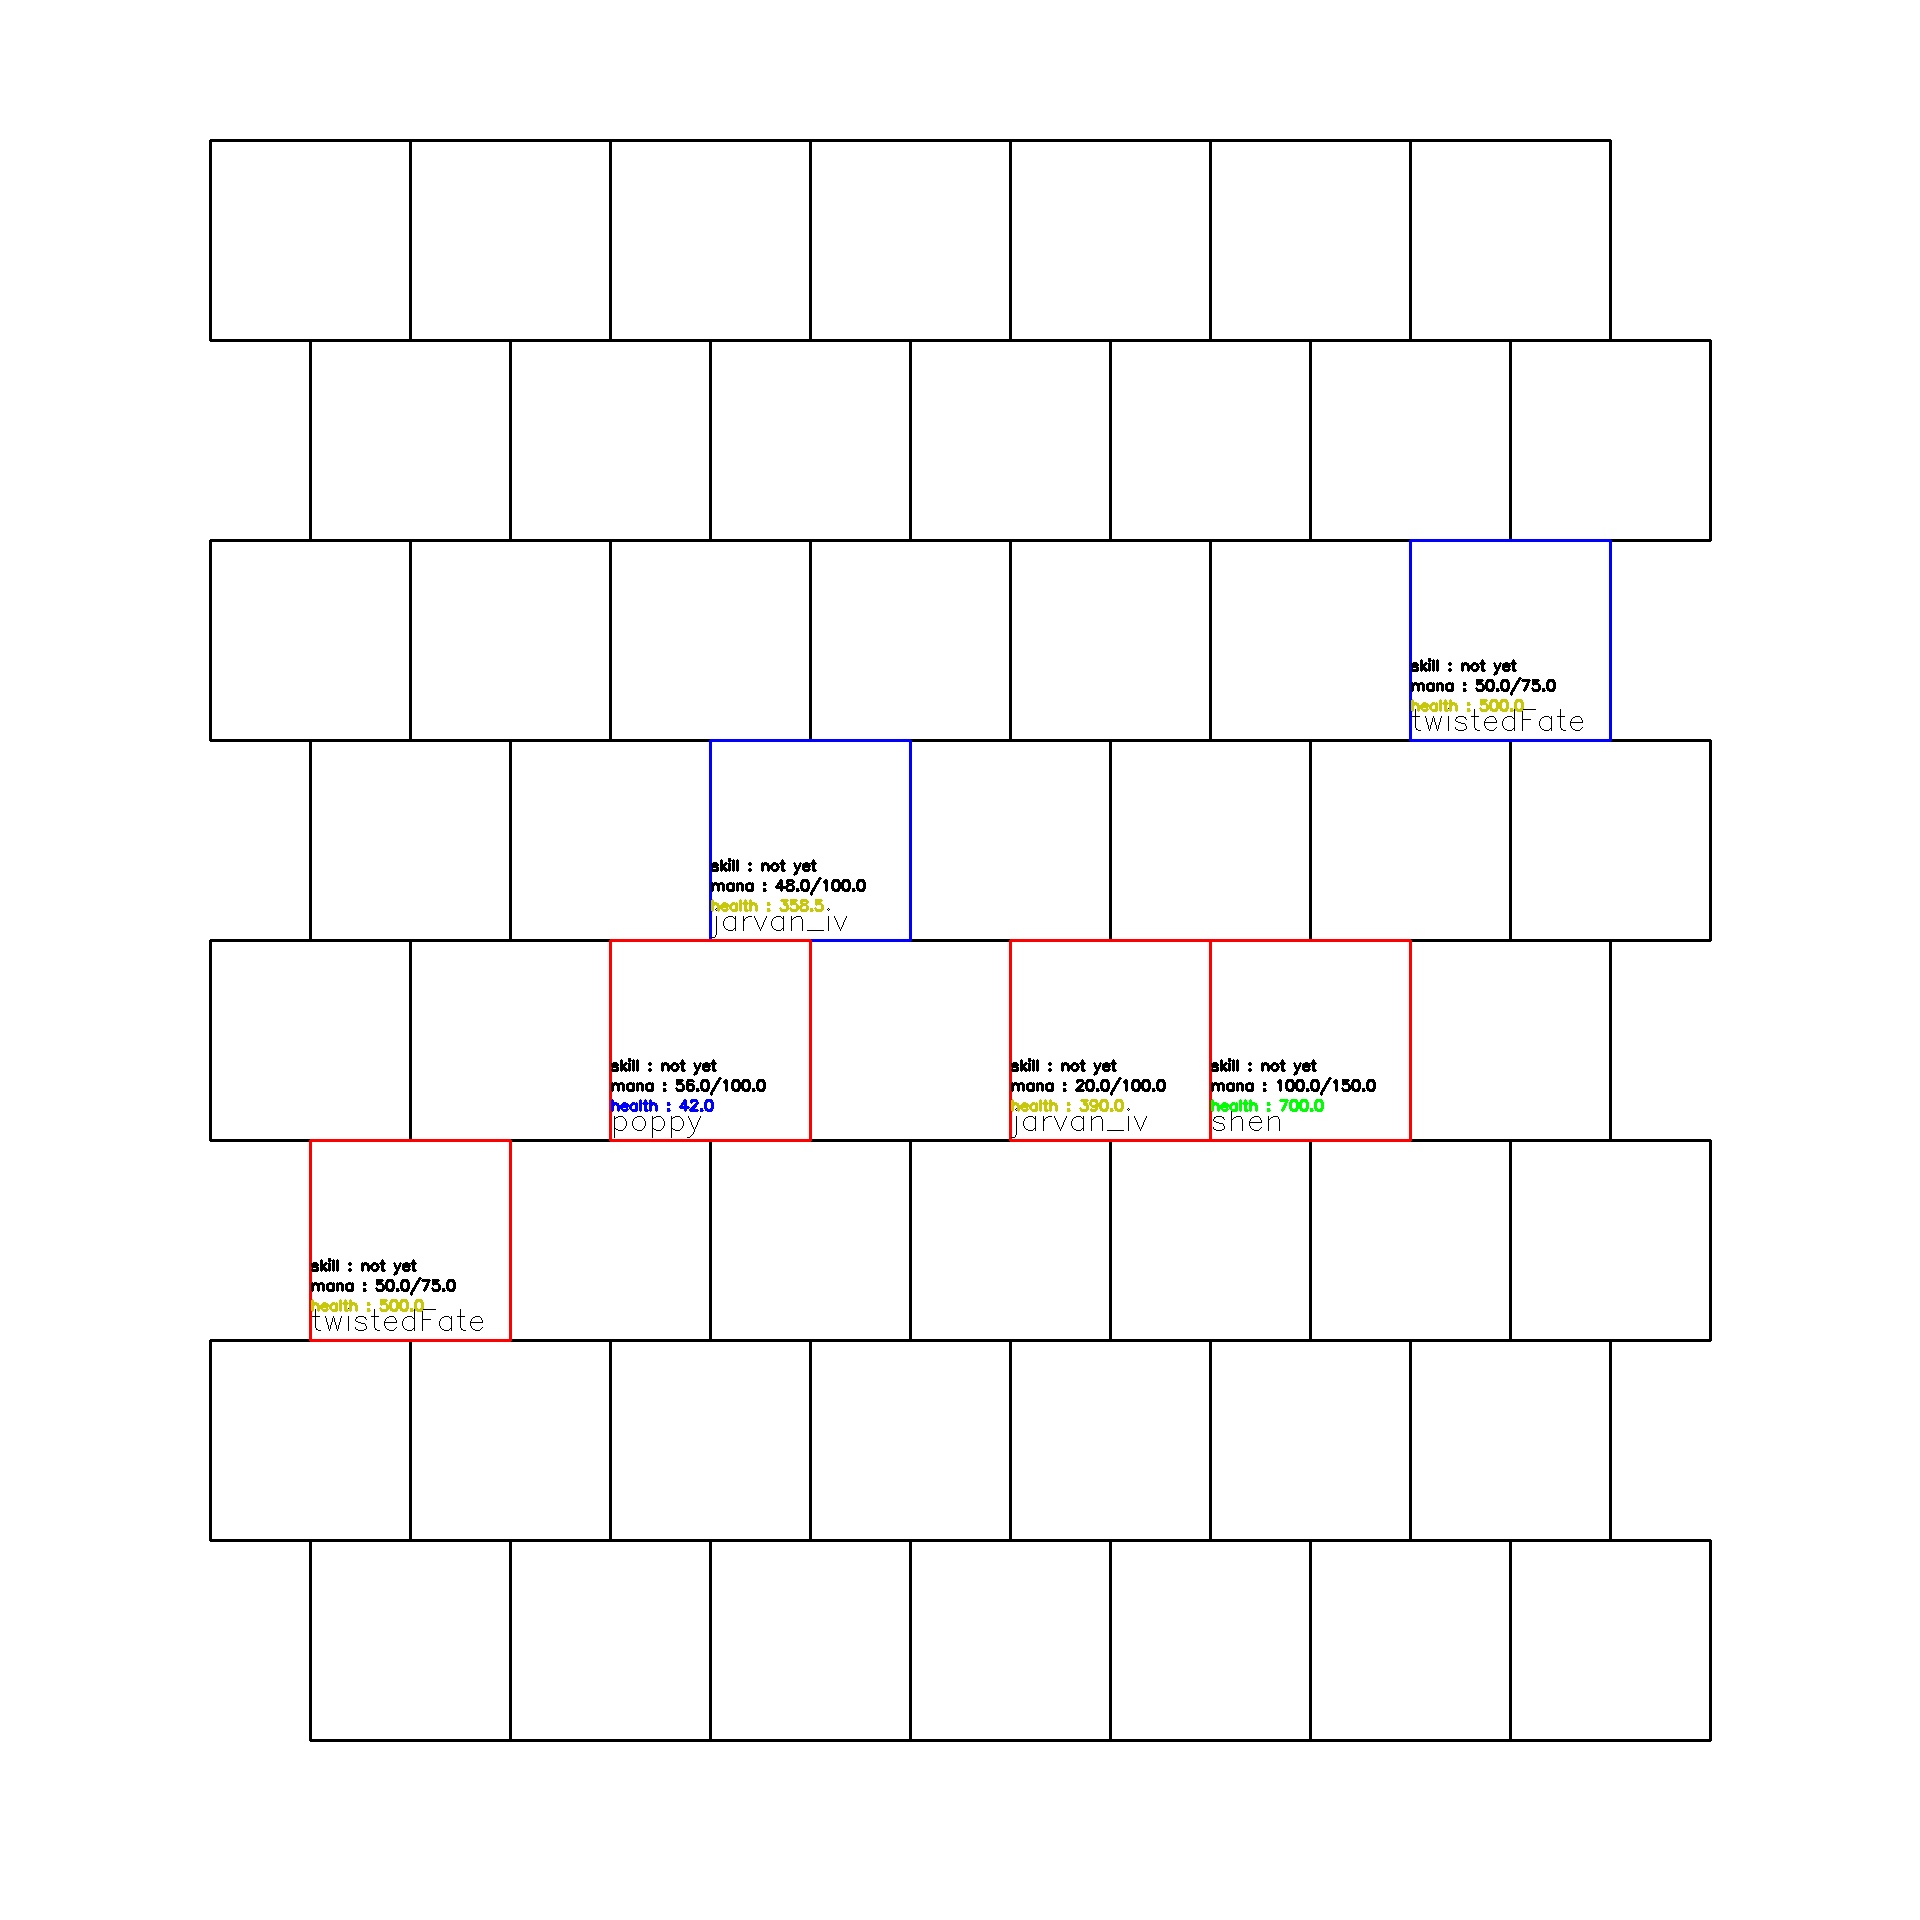 skill : not yet
mana : 50.0/75.0
health : 500.0
twistedFate
skill : not yet
mana : 48.0/100.0
health : 358.5
jarvan_iv
skill : not yet
mana : 56.0/100.0
health : 42.0
poppy
skill : not yet
mana : 20.0/100.0
health : 390.0
jarvan_iv
skill : not yet
mana : 100.0/150.0
health : 700.0
shen
skill : not yet
mana : 50.0/75.0
health : 500.0
twistedFate